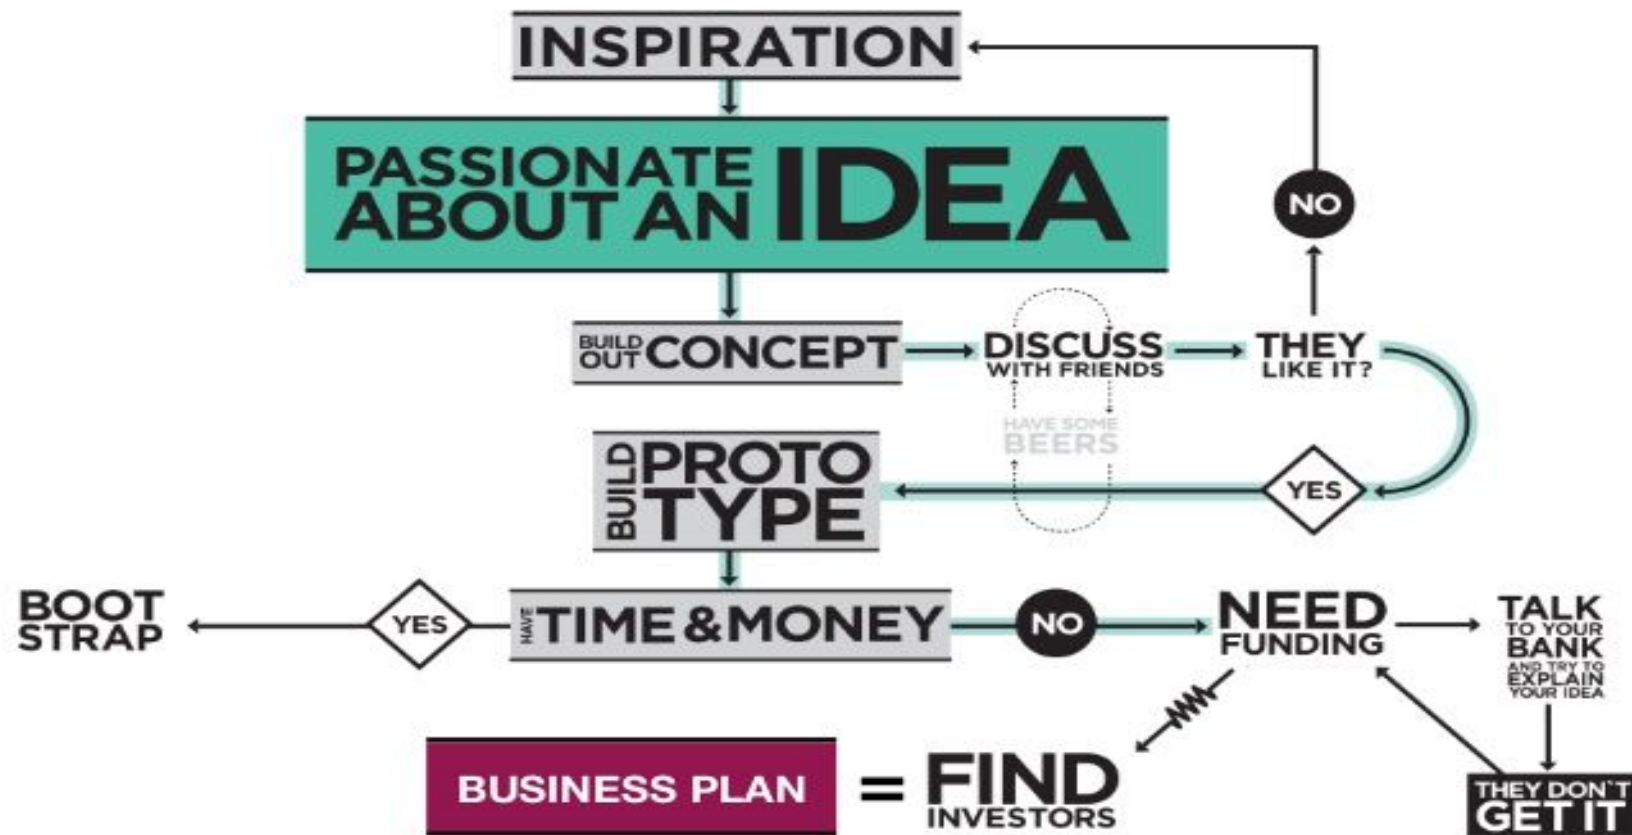 INSPIRATION
PASSIONATE
ABOUT AN IDEA
NO
BUILD
OUT CONCEPT
DISCUSS
WITH FRIENDS
THEY
LIKE IT?
HAVE SOME
BEERS
BUILD PROTO
TYPE
YES
BOOT
STRAP
YES
HAVE TIME & MONEY
NO
NEED
FUNDING
TALK
TO YOUR
BANK
AND TRY TO
EXPLAIN
YOUR IDEA
BUSINESS PLAN = FIND
INVESTORS
THEY DON'T
GET IT